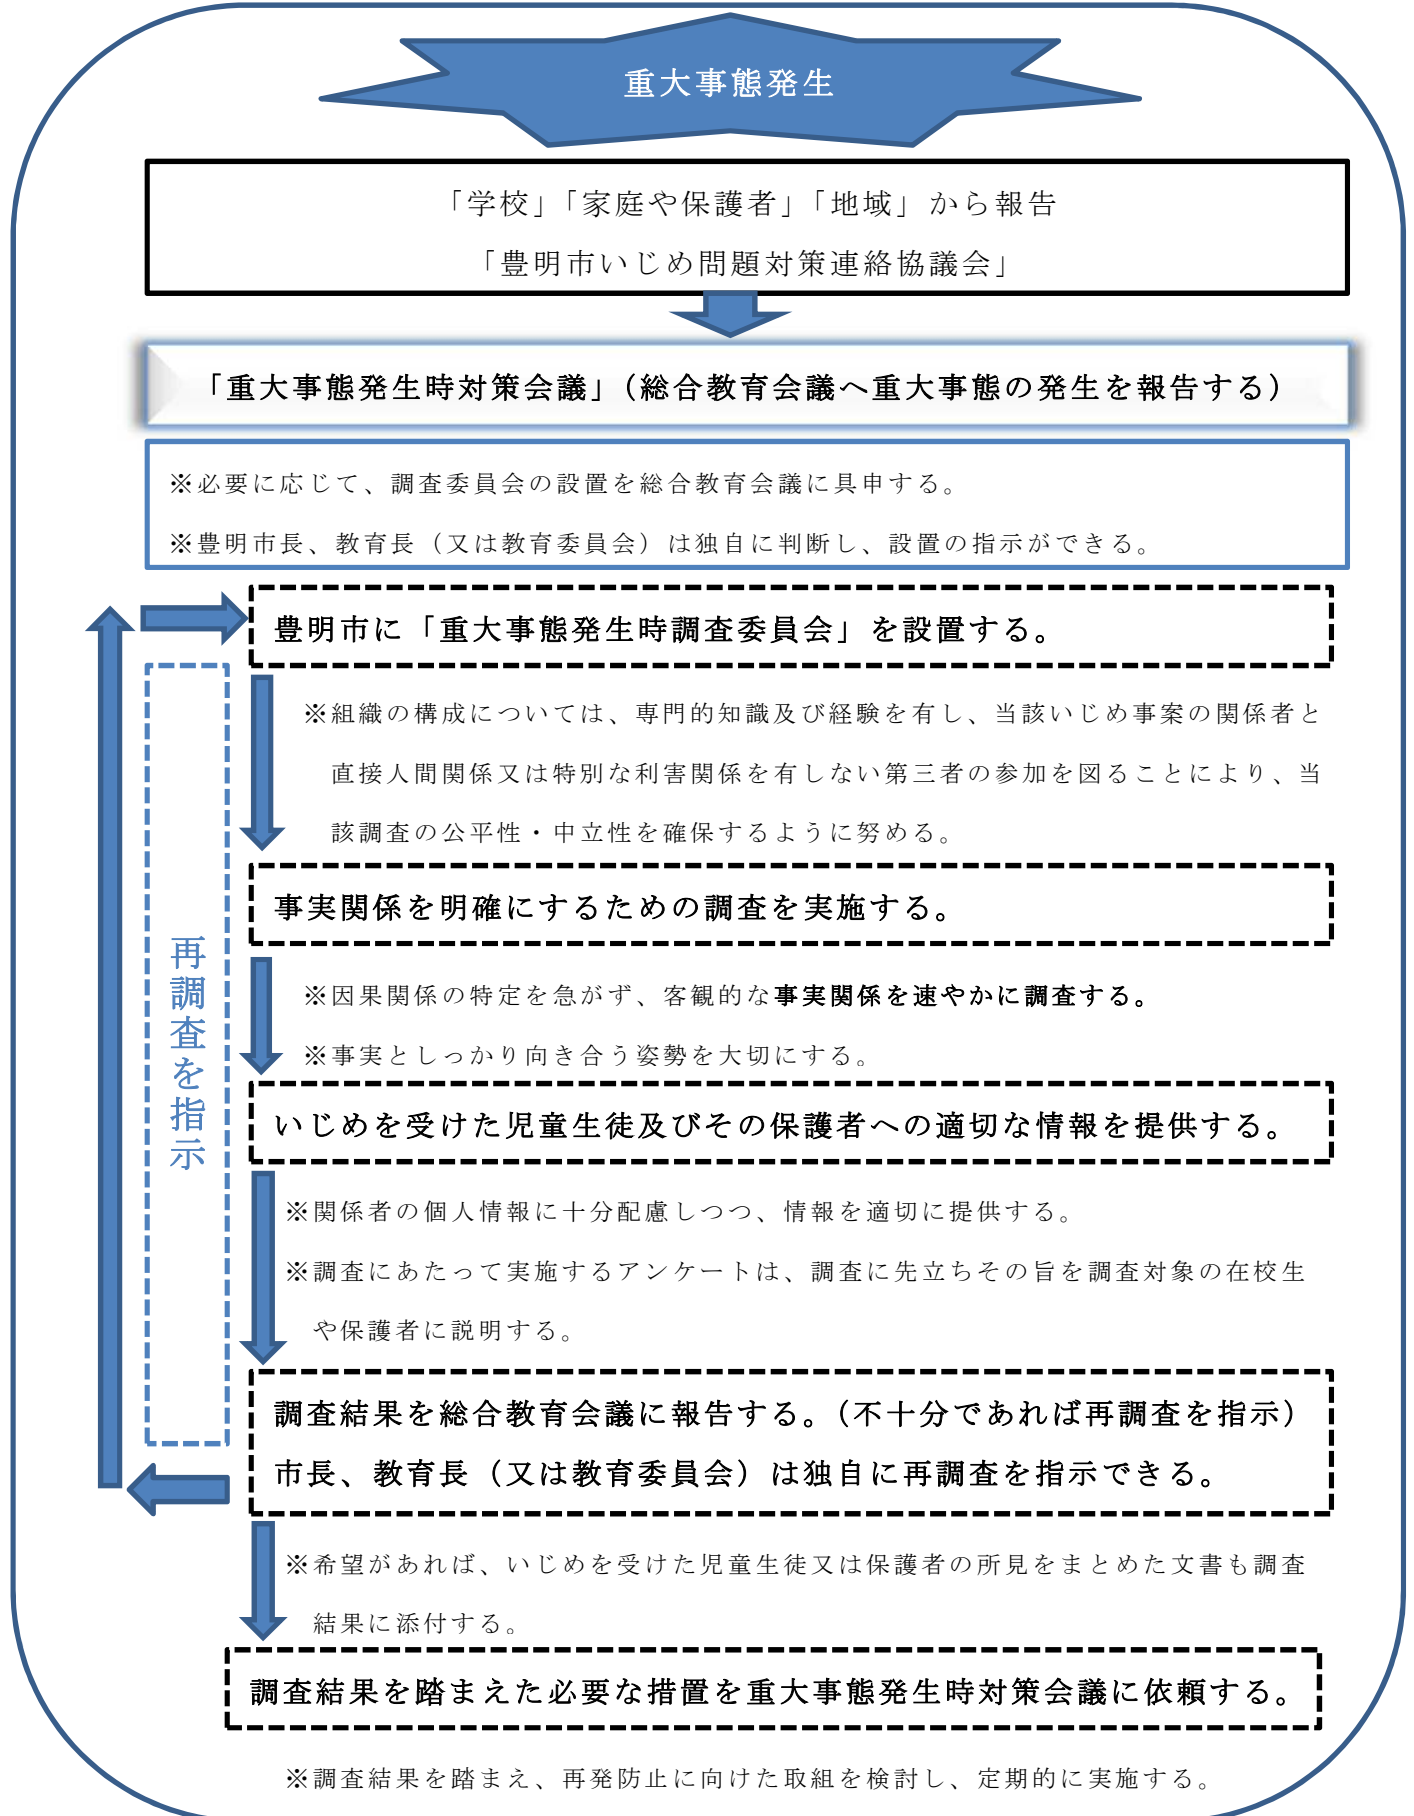 重大事態発生
「学校」「家庭や保護者」「地域」から報告
「豊明市いじめ問題対策連絡協議会」
「重大事態発生時対策会議」（総合教育会議へ重大事態の発生を報告する）
※必要に応じて、調査委員会の設置を総合教育会議に具申する。
※豊明市長、教育長（又は教育委員会）は独自に判断し、設置の指示ができる。
豊明市に「重大事態発生時調査委員会」を設置する。
※組織の構成については、専門的知識及び経験を有し、当該いじめ事案の関係者と
直接人間関係又は特別な利害関係を有しない第三者の参加を図ることにより、当
該調査の公平性・中立性を確保するように努める。
事実関係を明確にするための調査を実施する。
※因果関係の特定を急がず、客観的な事実関係を速やかに調査する。
※事実としっかり向き合う姿勢を大切にする。
いじめを受けた児童生徒及びその保護者への適切な情報を提供する。
※関係者の個人情報に十分配慮しつつ、情報を適切に提供する。
※調査にあたって実施するアンケートは、調査に先立ちその旨を調査対象の在校生
や保護者に説明する。
調査結果を総合教育会議に報告する。（不十分であれば再調査を指示）
市長、教育長（又は教育委員会）は独自に再調査を指示できる。
再調査を指示
※希望があれば、いじめを受けた児童生徒又は保護者の所見をまとめた文書も調査
結果に添付する。
調査結果を踏まえた必要な措置を重大事態発生時対策会議に依頼する。
※調査結果を踏まえ、再発防止に向けた取組を検討し、定期的に実施する。